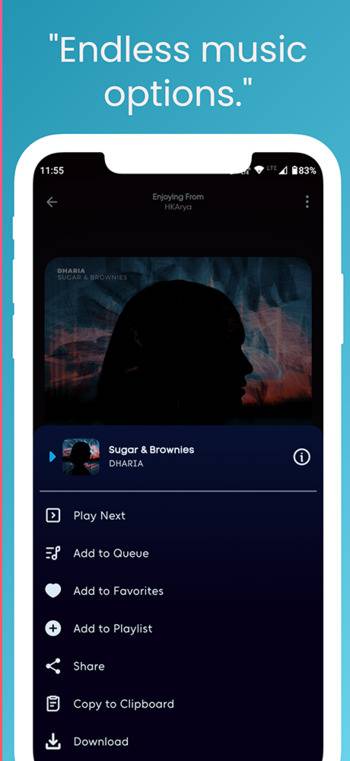 "Endless music
options."
11:55
LTE 83%
Enjoying From
HKArya
DHARIA
SUGAR & BROWNIES
Sugar & Brownies
DHARIA
Play Next
Add to Queue
Add to Favorites
Add to Playlist
Share
Copy to Clipboard
Download